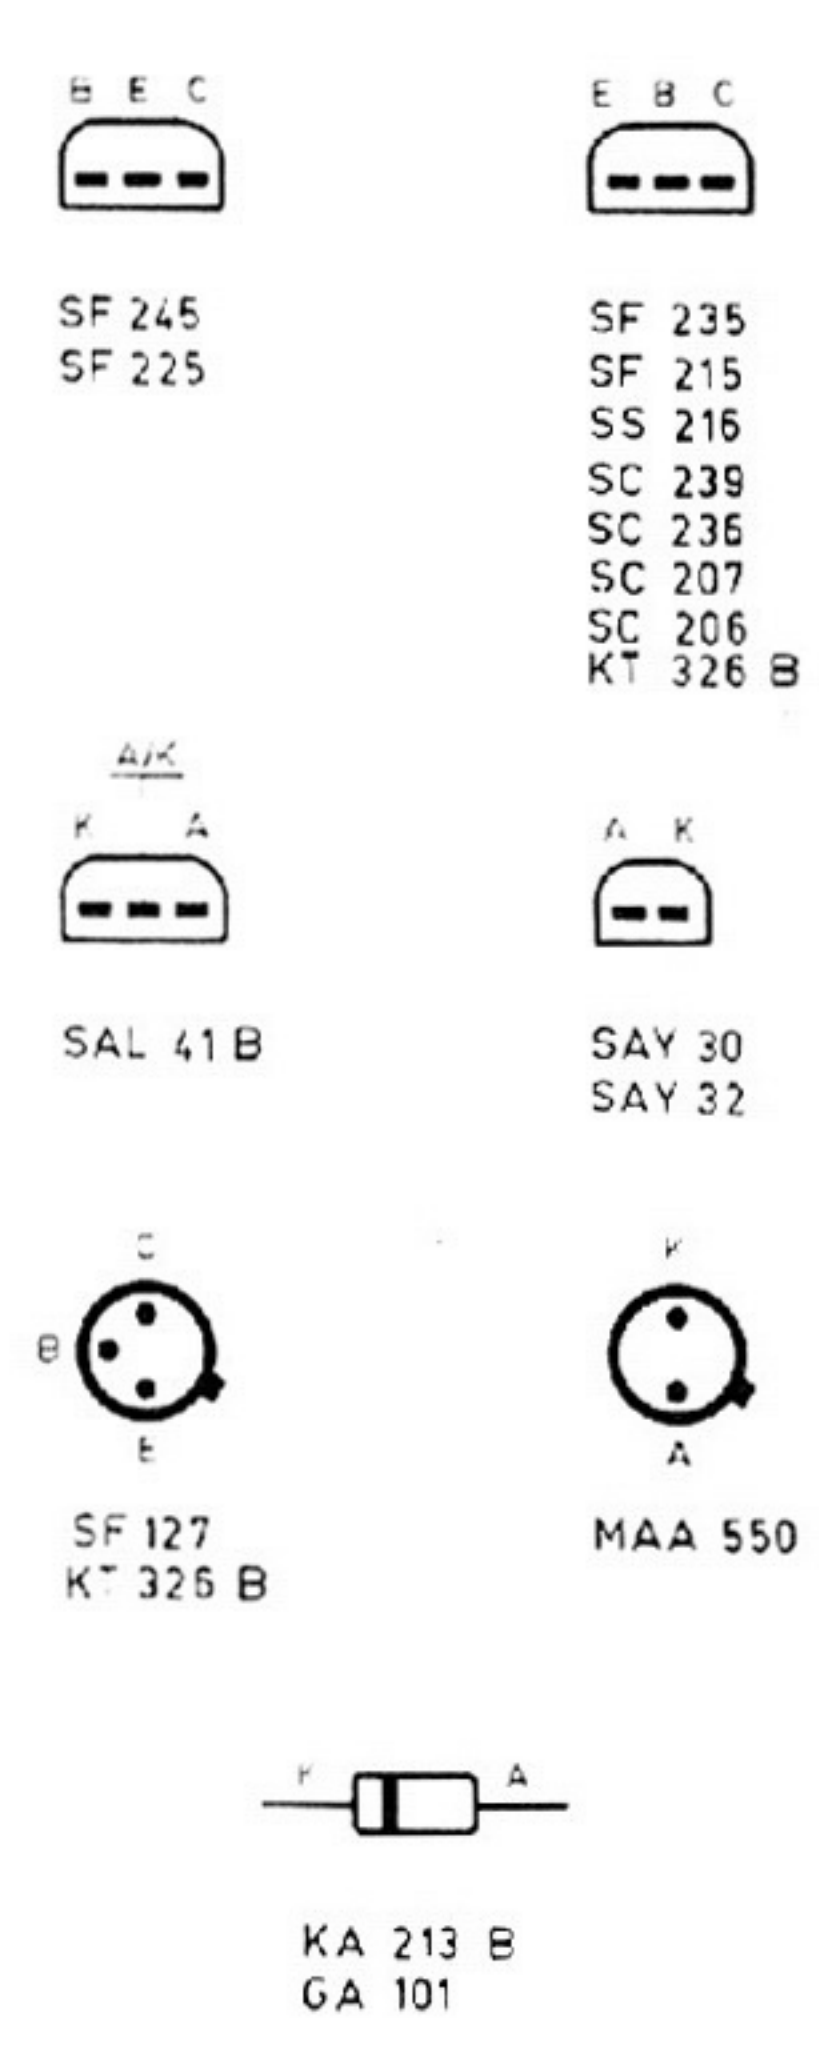 B E C
SF 245
SF 225
E B C
SF 235
SF 215
SS 216
SC 239
SC 236
SC 207
SC 206
KT 326 B
A/K
K A
SAL 41 B
A K
SAY 30
SAY 32
C
B
E
SF 127
KT 326 B
K
A
MAA 550
K A
KA 213 B
GA 101